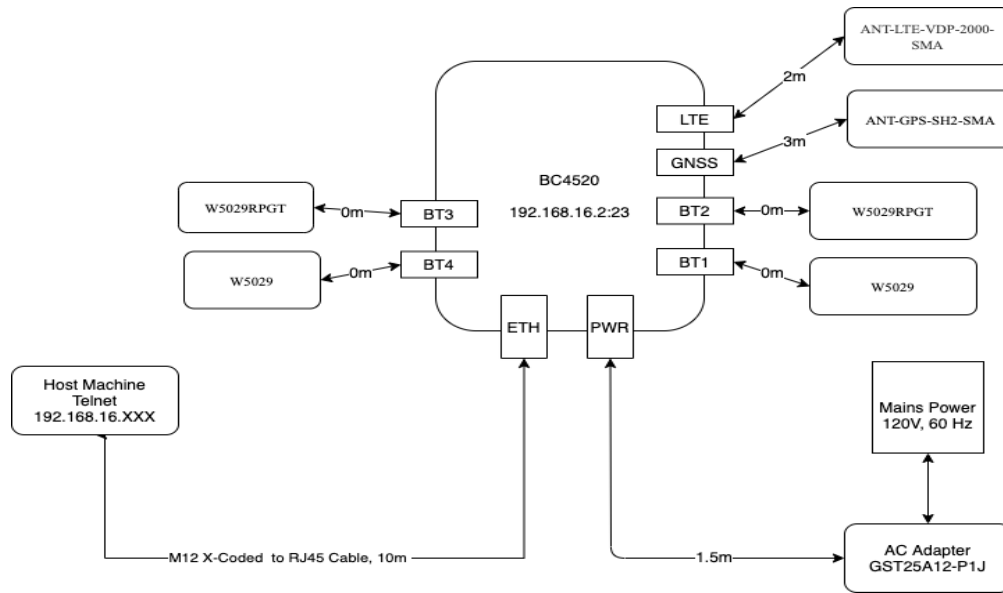 ANT-LTE-VDP-2000-
SMA
2m
LTE
ANT-GPS-SH2-SMA
3m
GNSS
BC4520
192.168.16.2:23
W5029RPGT
0m
BT3
BT2
0m
W5029RPGT
W5029
0m
BT4
BT1
0m
W5029
ETH
PWR
Host Machine
Telnet
192.168.16.XXX
Mains Power
120V, 60 Hz
M12 X-Coded to RJ45 Cable, 10m
1.5m
AC Adapter
GST25A12-P1J